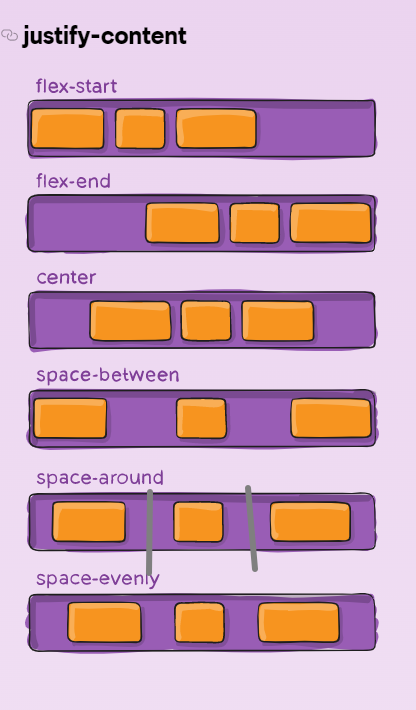 justify-content
flex-start
flex-end
center
space-between
space-around
space-evenly